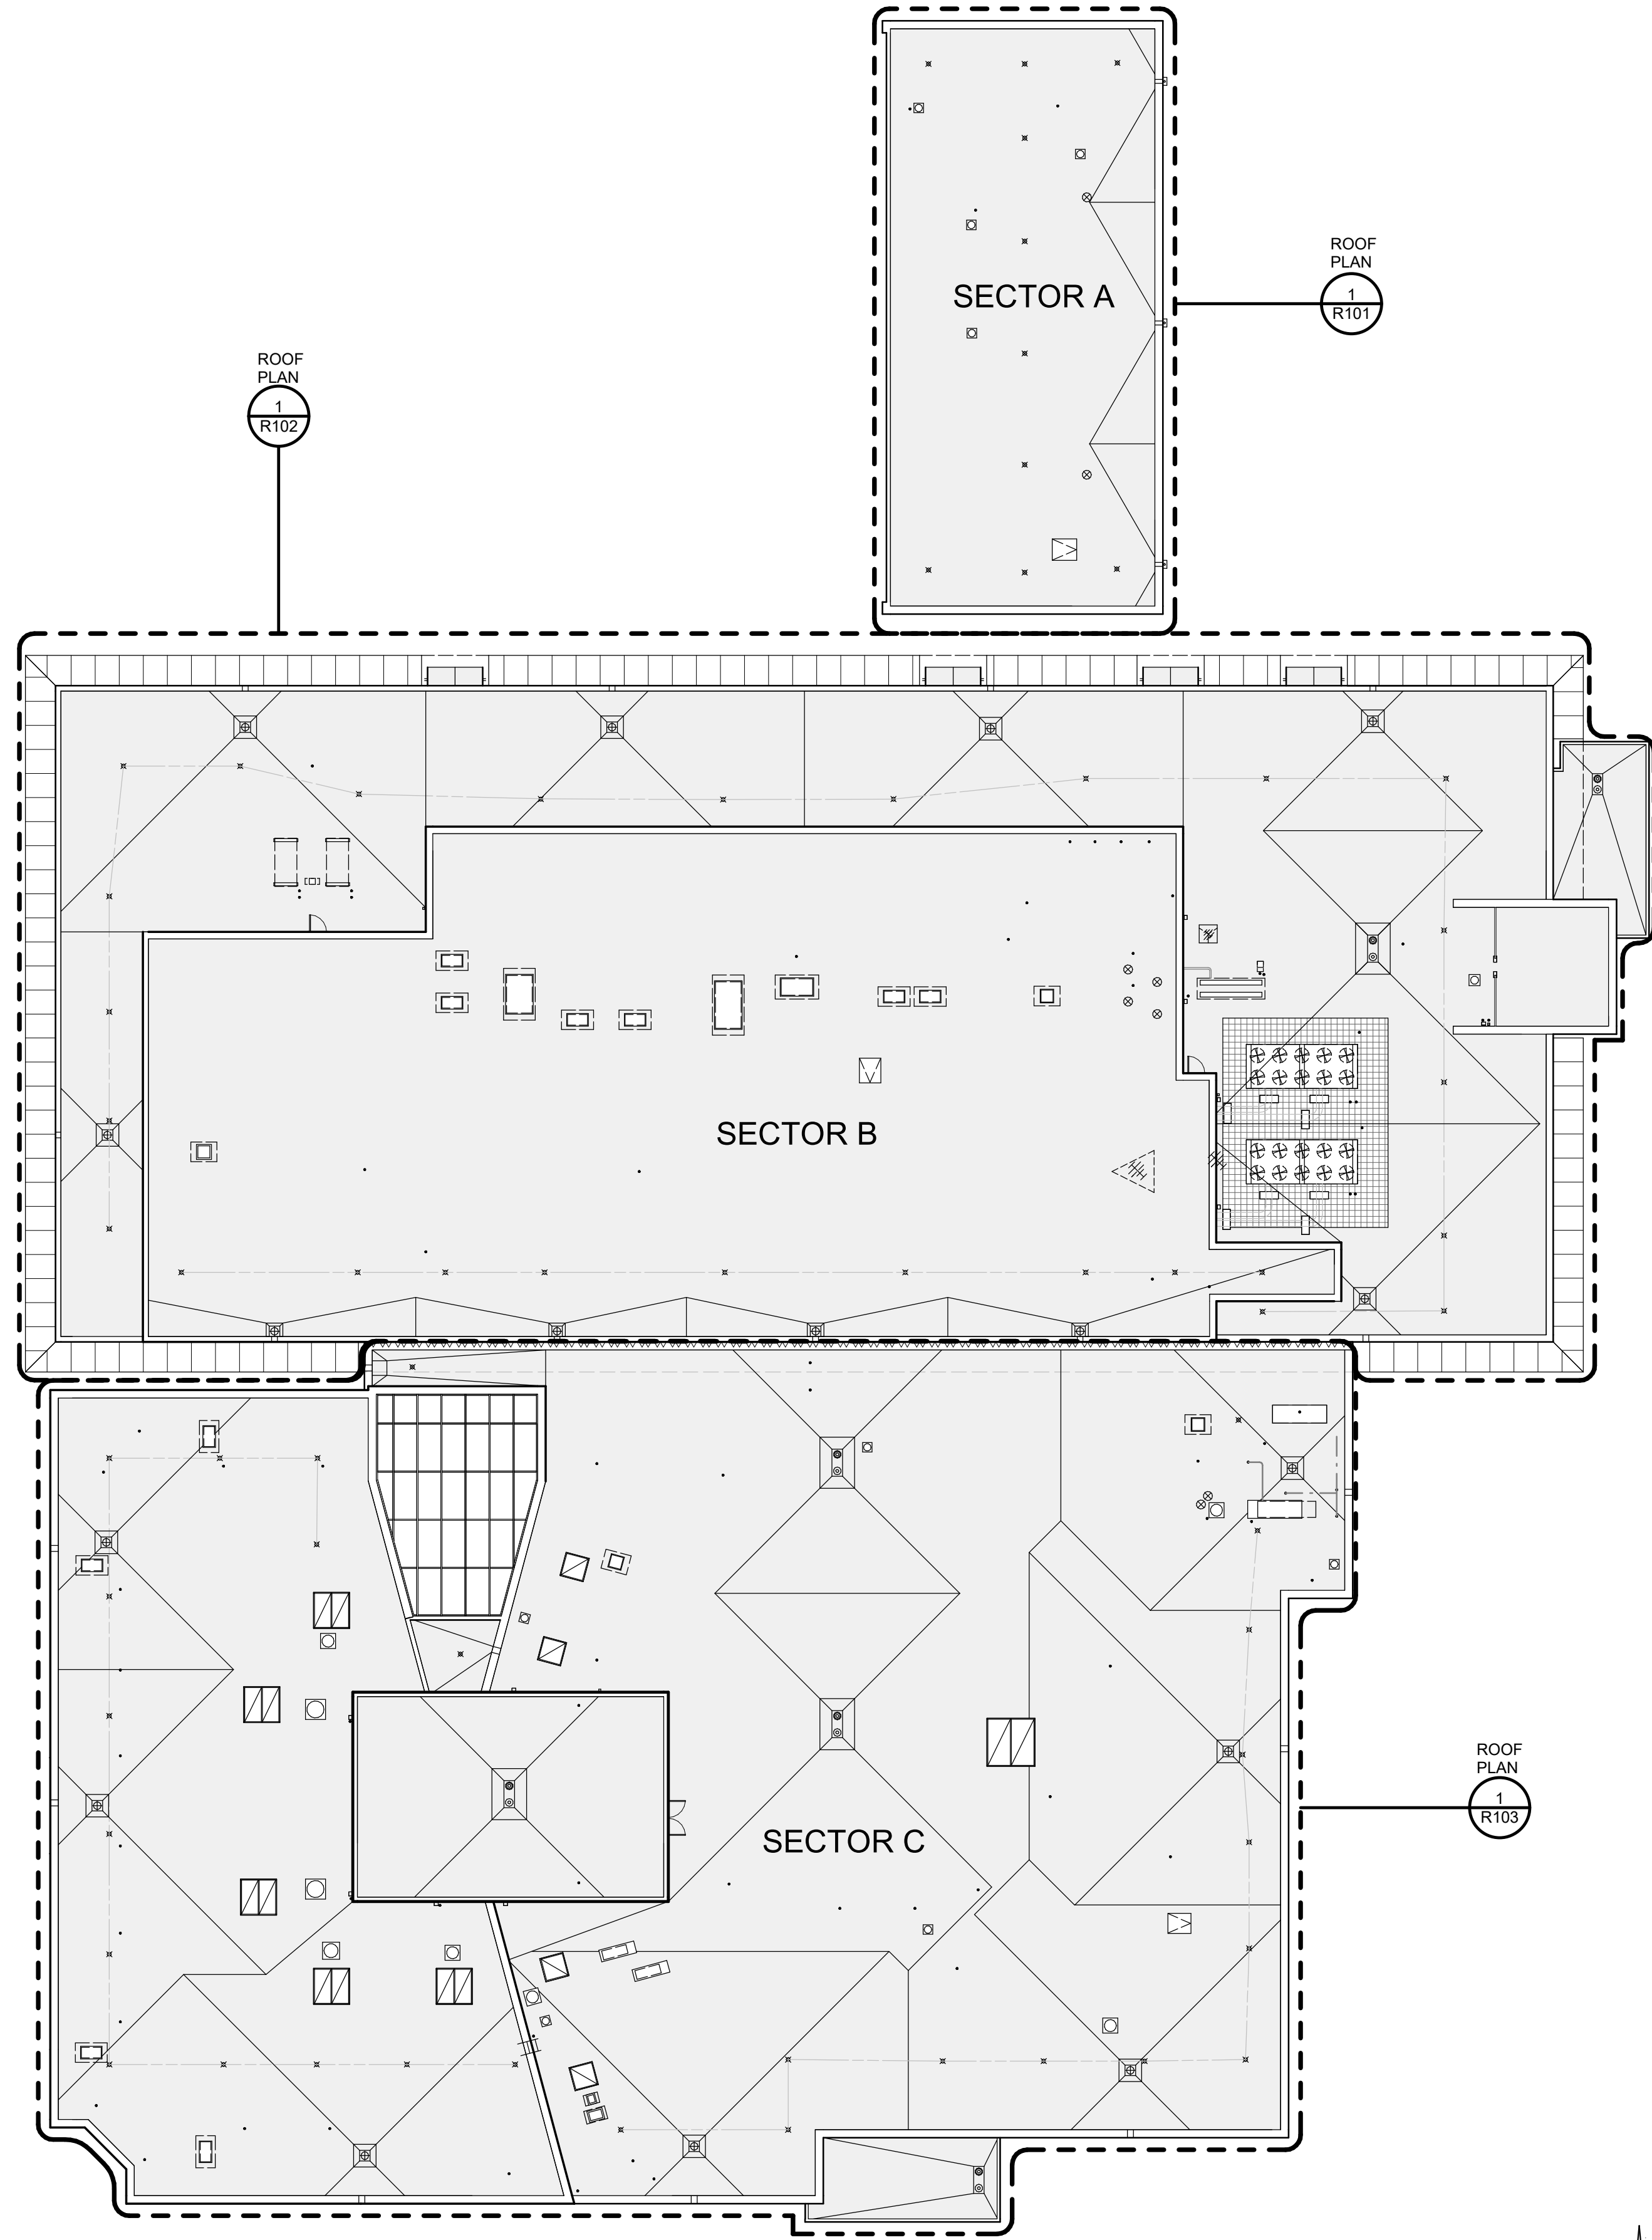 SECTOR A
ROOF
PLAN
1
R101
ROOF
PLAN
1
R102
SECTOR B
SECTOR C
ROOF
PLAN
1
R103